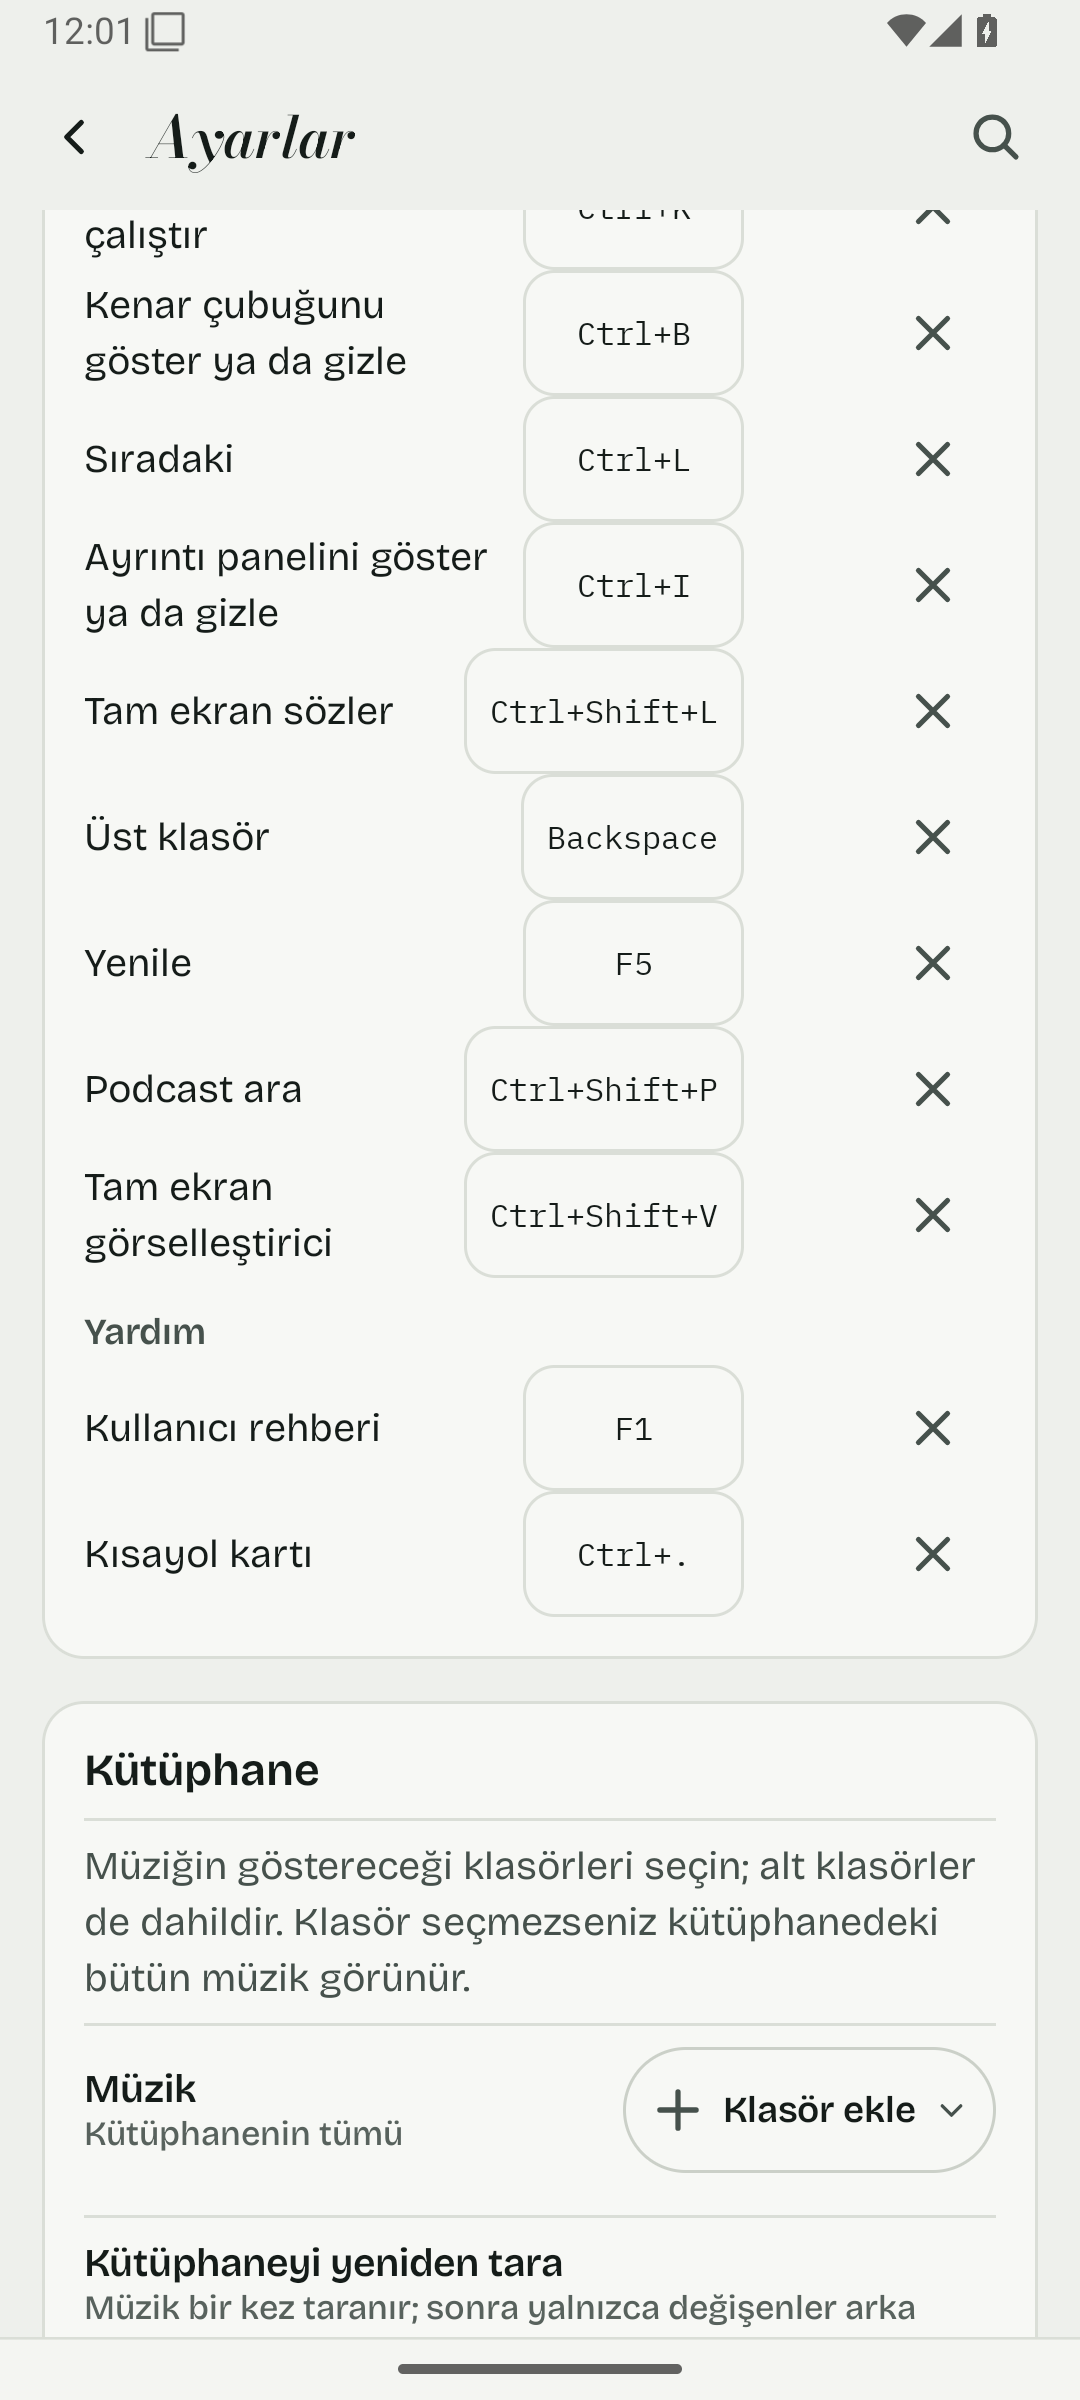 12:01
Ayarlar
çalıştır
Kenar çubuğunu
göster ya da gizle
Ctrl+B
Sıradaki
Ctrl+L
Ayrıntı panelini göster
ya da gizle
Ctrl+I
Tam ekran sözler
Ctrl+Shift+L
Üst klasör
Backspace
Yenile
F5
Podcast ara
Ctrl+Shift+P
Tam ekran
görselleştirici
Ctrl+Shift+V
Yardım
Kullanıcı rehberi
F1
Kısayol kartı
Ctrl+.
Kütüphane
Müziğin göstereceği klasörleri seçin; alt klasörler
de dahildir. Klasör seçmezseniz kütüphanedeki
bütün müzik görünür.
Müzik
Kütüphanenin tümü
Klasör ekle
Kütüphaneyi yeniden tara
Müzik bir kez taranır; sonra yalnızca değişenler arka